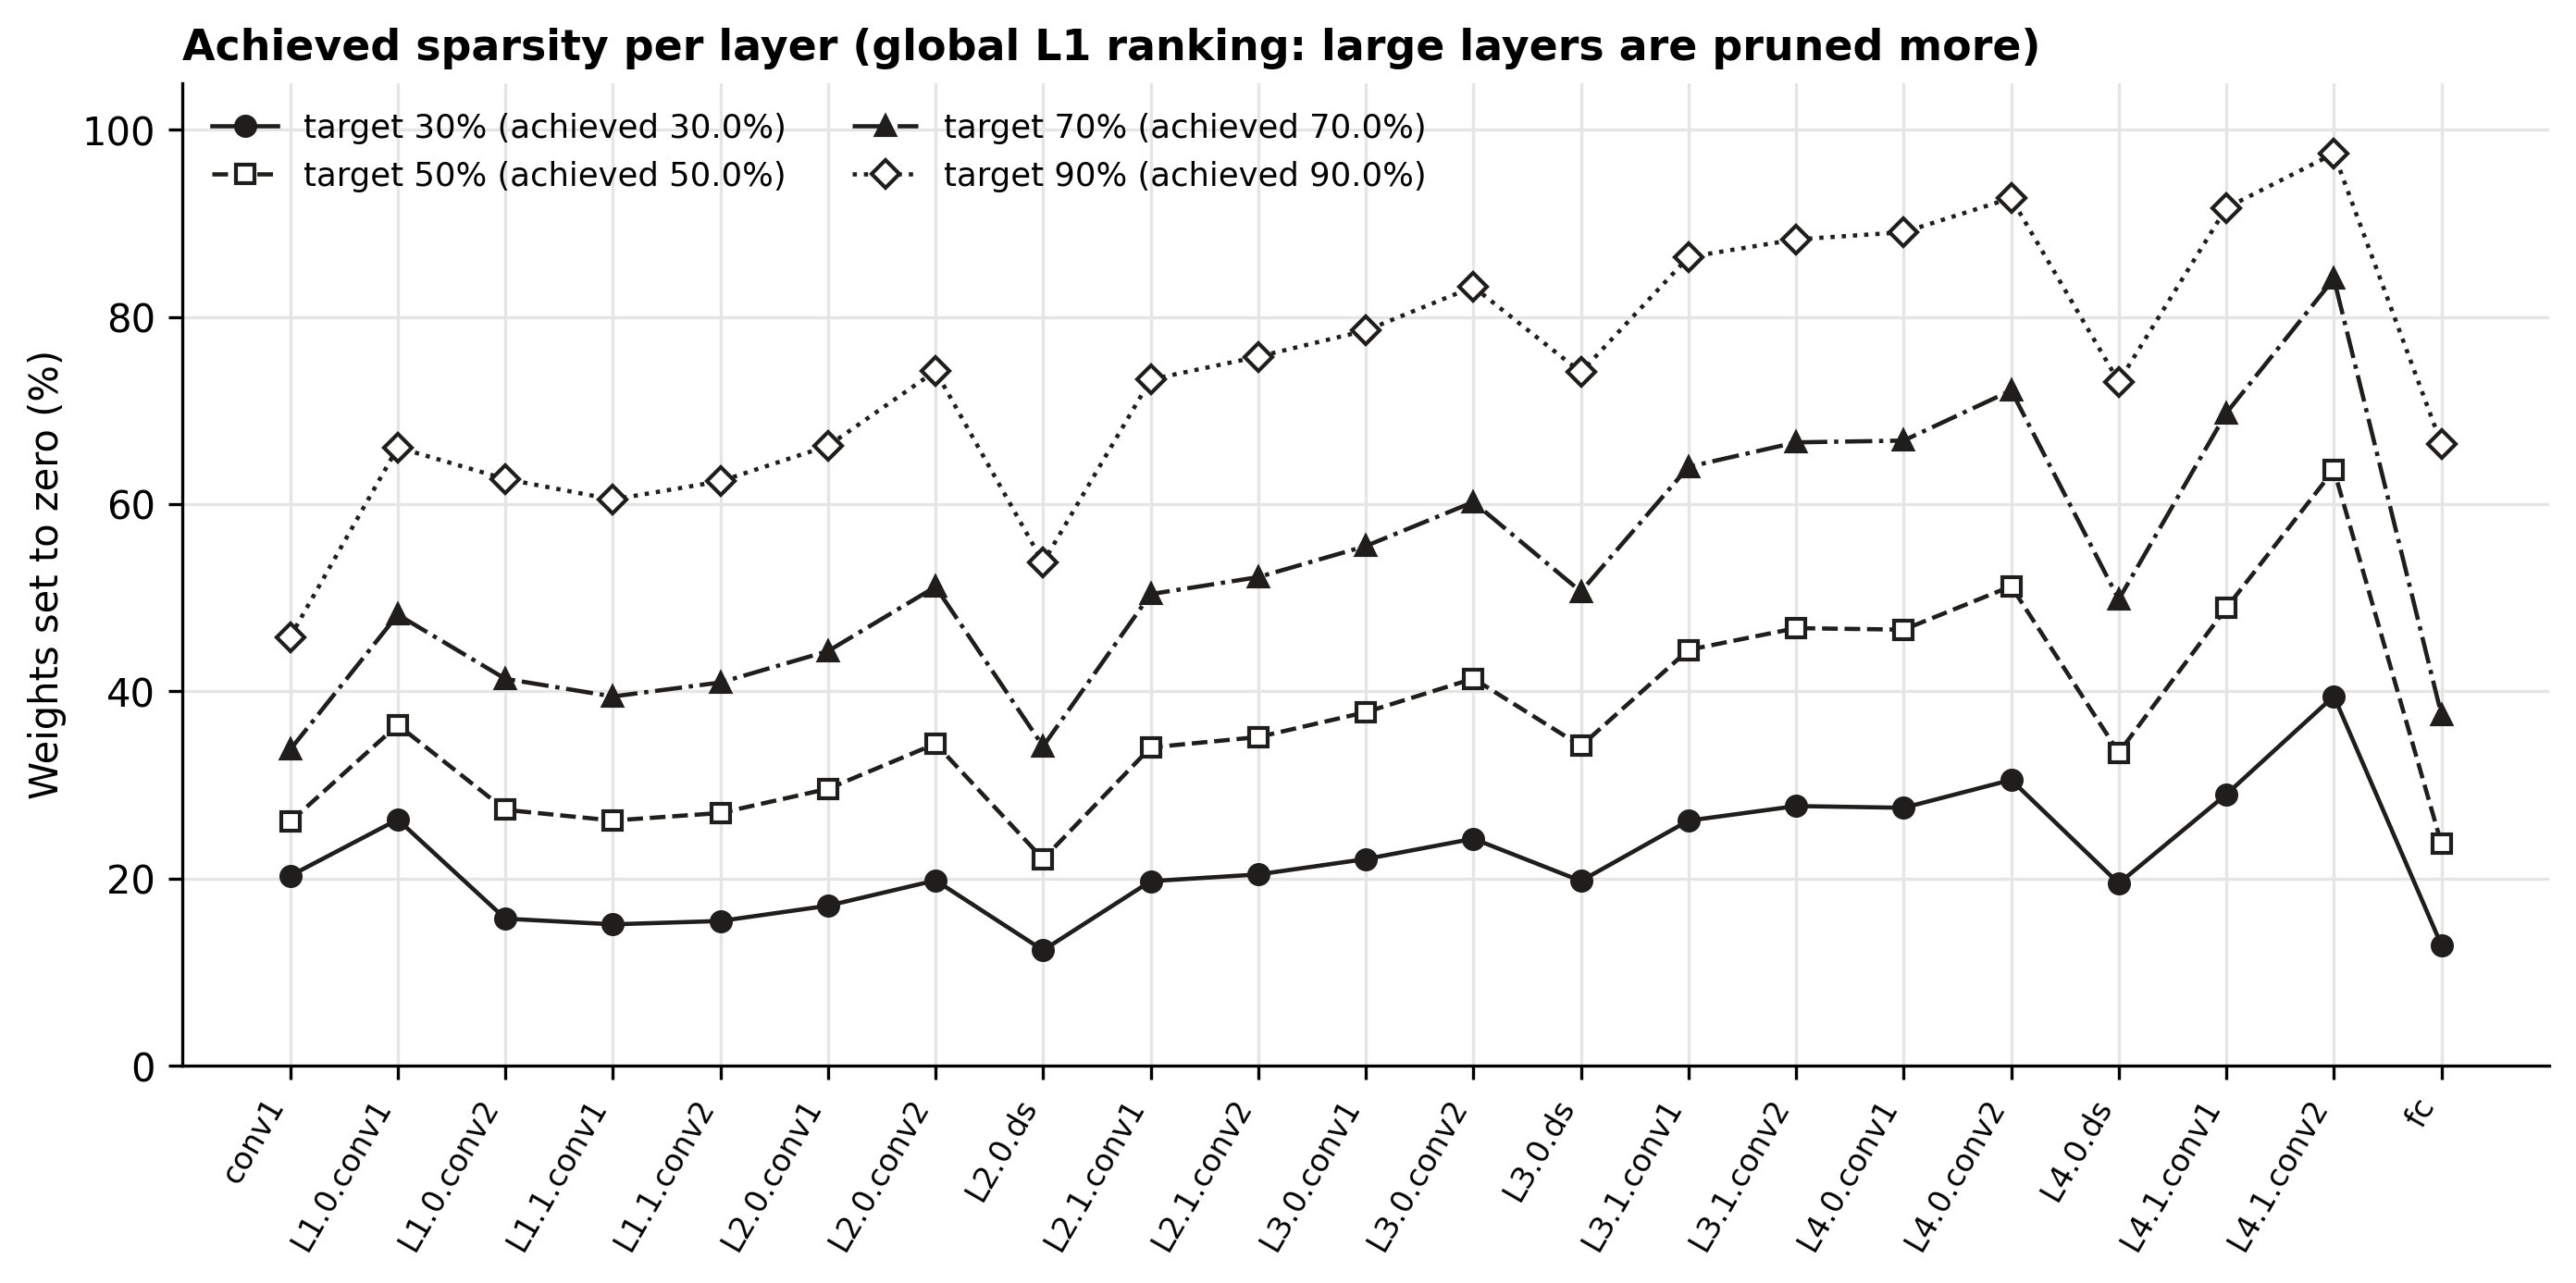 Achieved sparsity per layer (global L1 ranking: large layers are pruned more)
target 30% (achieved 30.0%)
target 50% (achieved 50.0%)
target 70% (achieved 70.0%)
target 90% (achieved 90.0%)
Weights set to zero (%)
100
80
60
40
20
0
conv1
L1.0.conv1
L1.0.conv2
L1.1.conv1
L1.1.conv2
L2.0.conv1
L2.0.conv2
L2.0.ds
L2.1.conv1
L2.1.conv2
L3.0.conv1
L3.0.conv2
L3.0.ds
L3.1.conv1
L3.1.conv2
L4.0.conv1
L4.0.conv2
L4.0.ds
L4.1.conv1
L4.1.conv2
fc